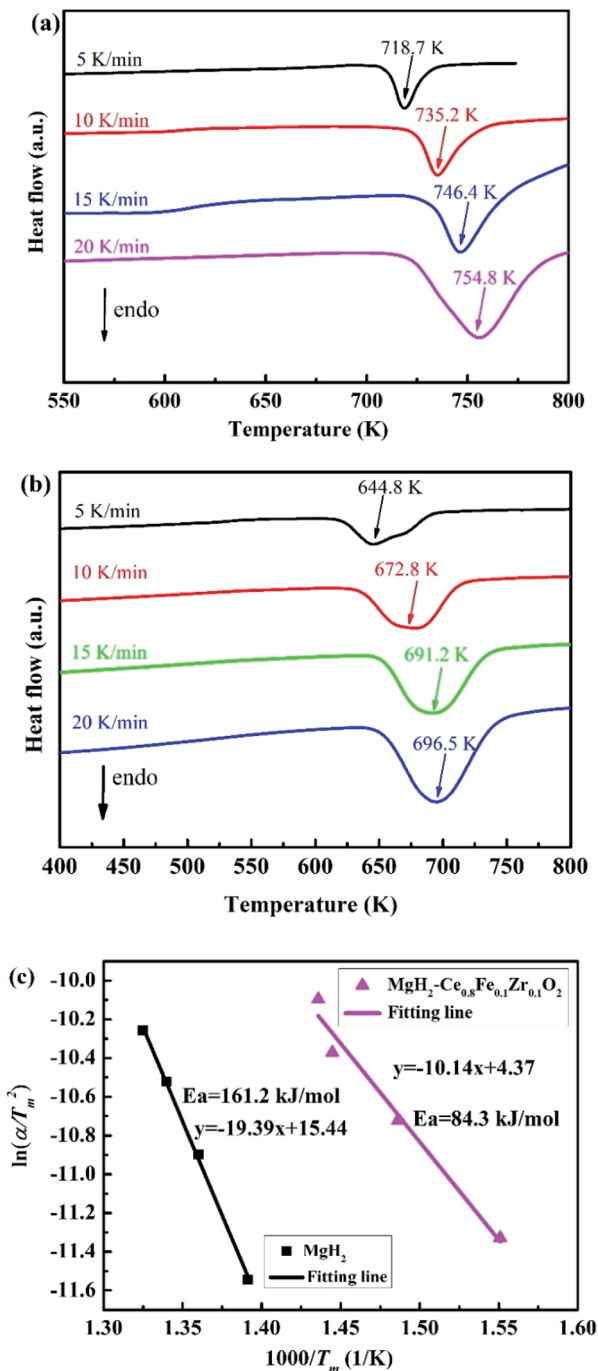 (a)
5 K/min
718.7 K
10 K/min
735.2 K
15 K/min
746.4 K
20 K/min
754.8 K
endo
Heat flow (a.u.)
550 600 650 700 750 800
Temperature (K)
(b)
5 K/min
644.8 K
10 K/min
672.8 K
15 K/min
691.2 K
20 K/min
696.5 K
endo
Heat flow (a.u.)
400 450 500 550 600 650 700 750 800
Temperature (K)
(c)
-10.0
-10.2
-10.4
-10.6
-10.8
-11.0
-11.2
-11.4
-11.6
ln(α/Tₘ²)
MgH₂-Ce₀.₈Fe₀.₁Zr₀.₁O₂
Fitting line
y=-10.14x+4.37
Ea=161.2 kJ/mol
y=-19.39x+15.44
Ea=84.3 kJ/mol
MgH₂
Fitting line
1.30 1.35 1.40 1.45 1.50 1.55 1.60
1000/Tₘ (1/K)